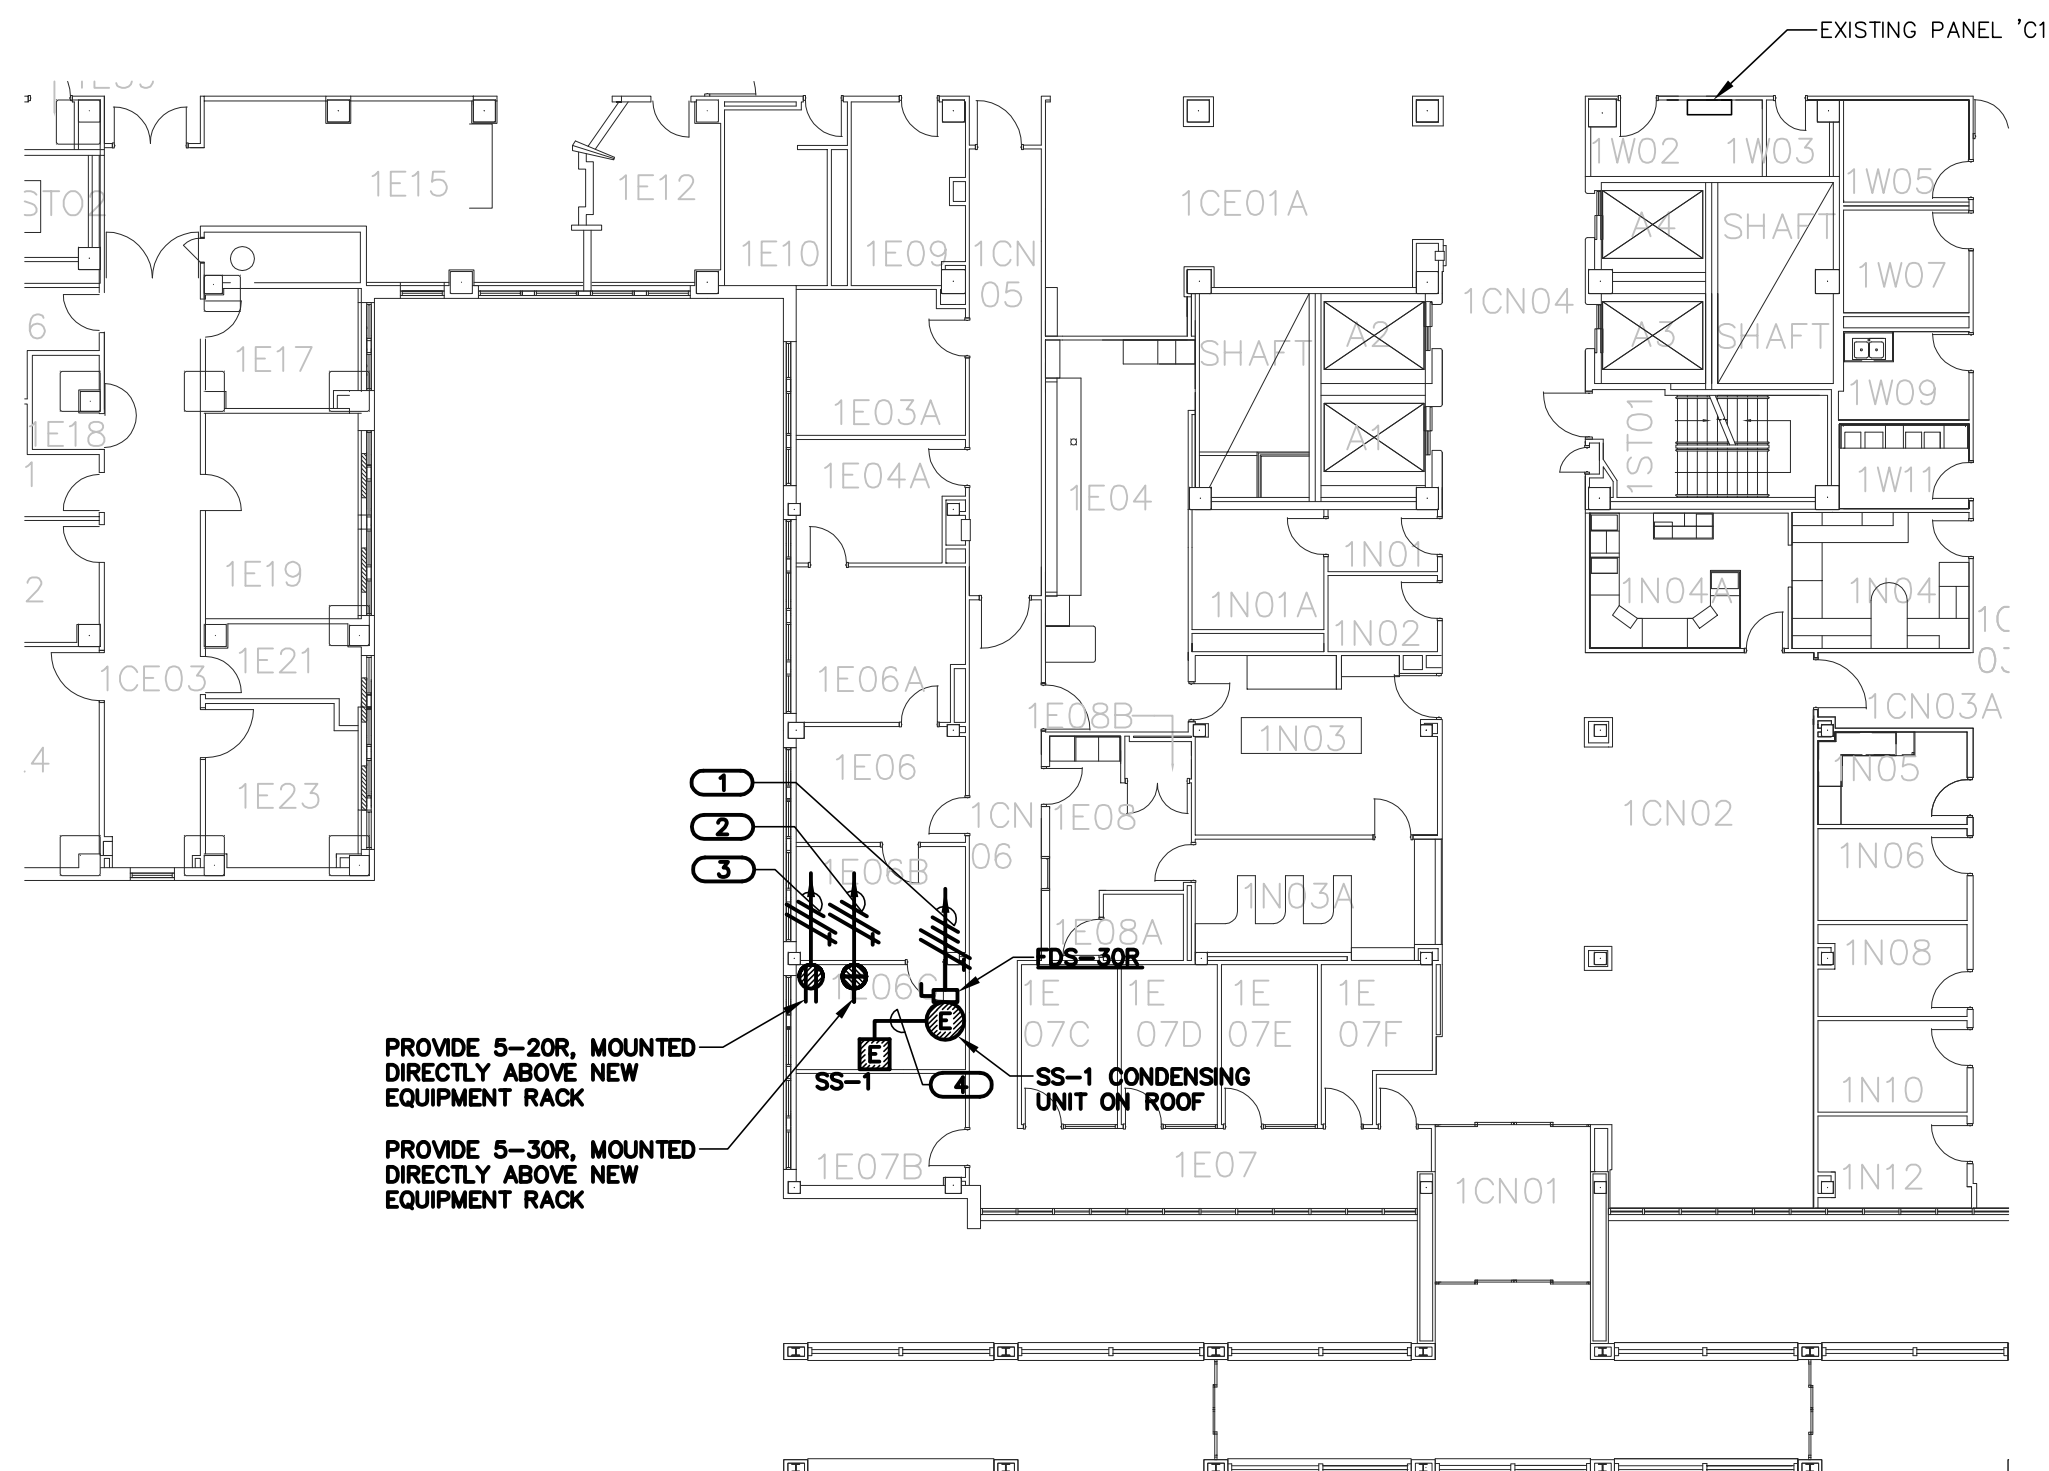 EXISTING PANEL 'C1
1E15
1E12
1E10
1E09
1CN
05
1CE01A
1CN04
1W02
1W03
1W05
A4
SHAFT
1W07
STO2
6
1E17
1E03A
SHAFT
A2
A3
SHAFT
1W09
1E18
1
1E04A
1E04
A1
1ST01
1W11
2
1E19
1N01A
1N01
1N02
1N04A
1N04
1CE03
1E21
1E06A
1E08B
1N03
1CN03A
4
1E23
1E06
1CN
06
1E08
1CN02
1N05
1
2
3
1E06B
1N03A
1N06
1E08A
FDS-30R
1N08
1E06C
1E
07C
1E
07D
1E
07E
1E
07F
E
E
SS-1
4
SS-1 CONDENSING
UNIT ON ROOF
PROVIDE 5-20R, MOUNTED
DIRECTLY ABOVE NEW
EQUIPMENT RACK
PROVIDE 5-30R, MOUNTED
DIRECTLY ABOVE NEW
EQUIPMENT RACK
1N10
1E07B
1E07
1CN01
1N12